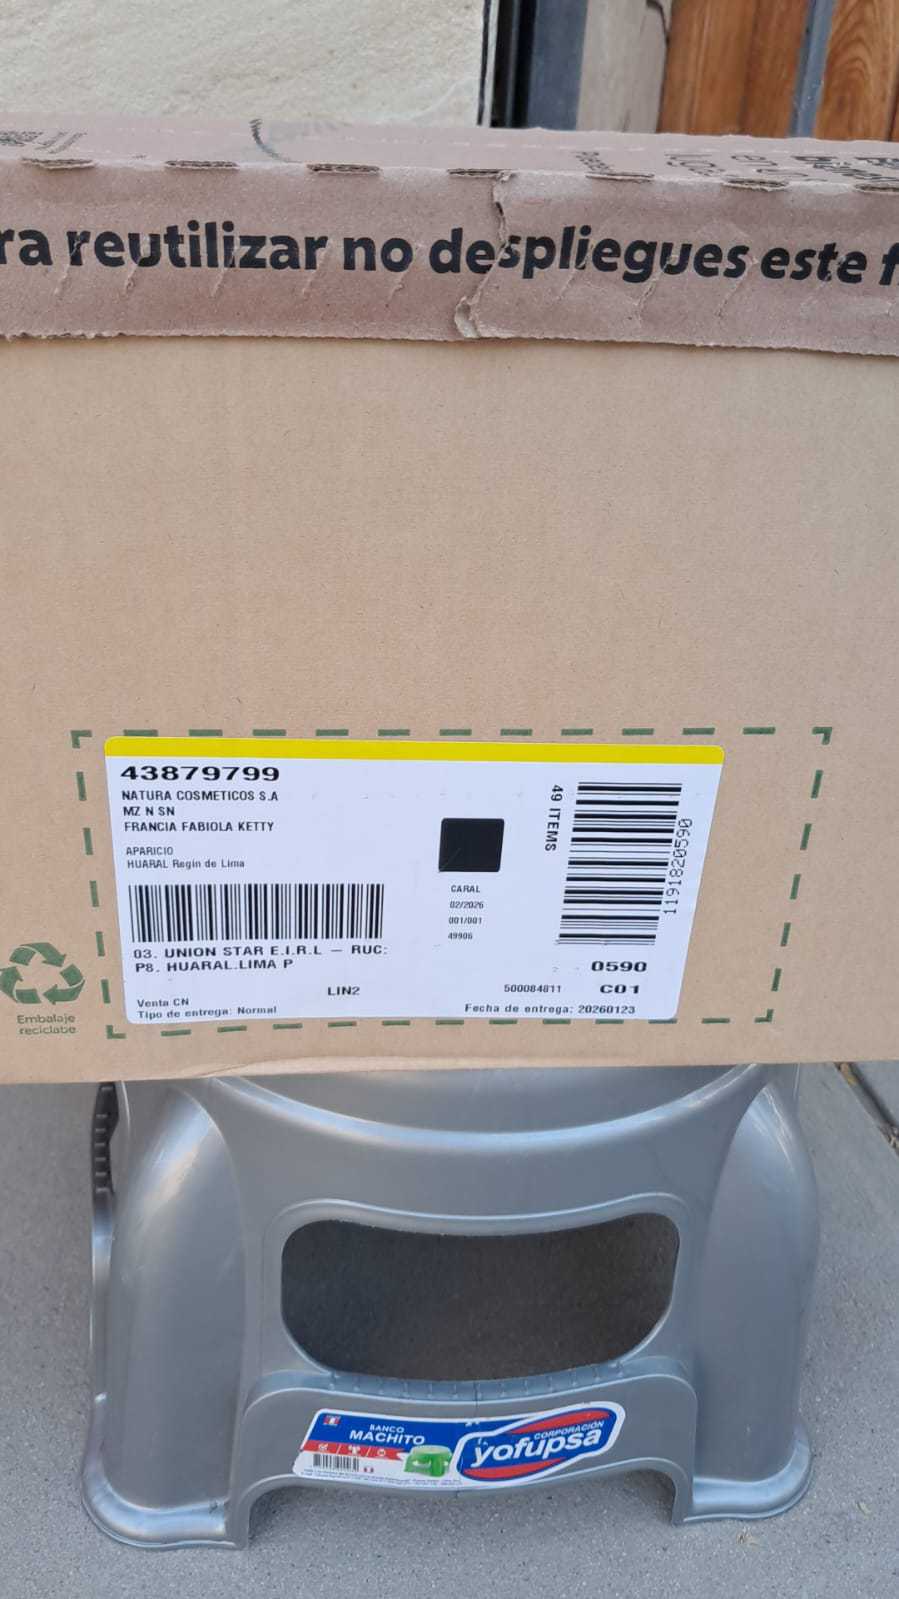 ra reutilizar no despliegues este f
43879799
NATURA COSMETICOS S.A
MZ N SN
FRANCIA FABIOLA KETTY
APARICIO
HUARAL Regin de Lima
03. UNION STAR E.I.R.L – RUC:
P8. HUARAL.LIMA P
LIN2
Venta CN
Tipo de entrega: Normal
CARAL
02/2026
001/001
49906
49 ITEMS
1191820590
0590
500084811 C01
Fecha de entrega: 20260123
Embalaje
reciclabe
BANCO
MACHITO
CORPORACIÓN
yofupsa